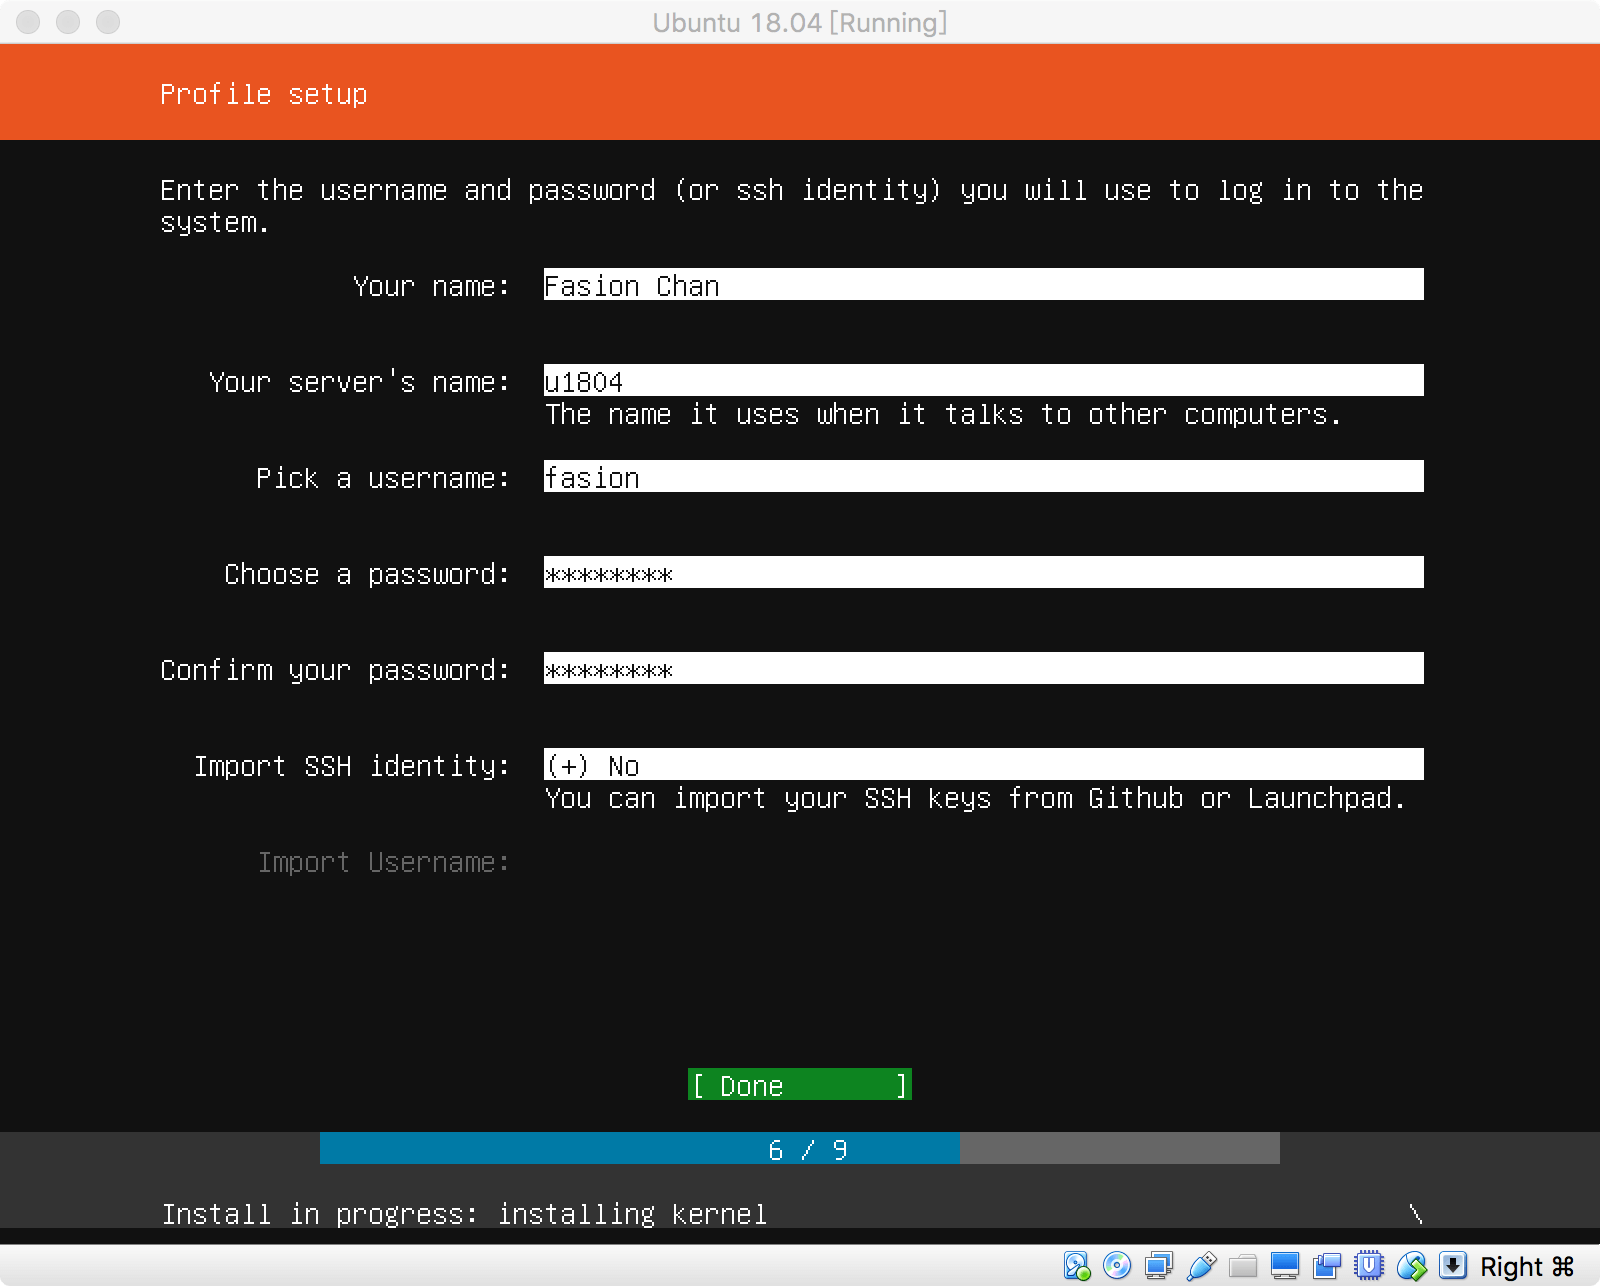 Ubuntu 18.04 [Running]
Profile setup
Enter the username and password (or ssh identity) you will use to log in to the
system.
Your name: Fasion Chan
Your server's name: u1804
The name it uses when it talks to other computers.
Pick a username: fasion
Choose a password: ********
Confirm your password: ********
Import SSH identity: (+) No
You can import your SSH keys from Github or Launchpad.
Import Username:
[ Done ]
6 / 9
Install in progress: installing kernel \
Right ⌘